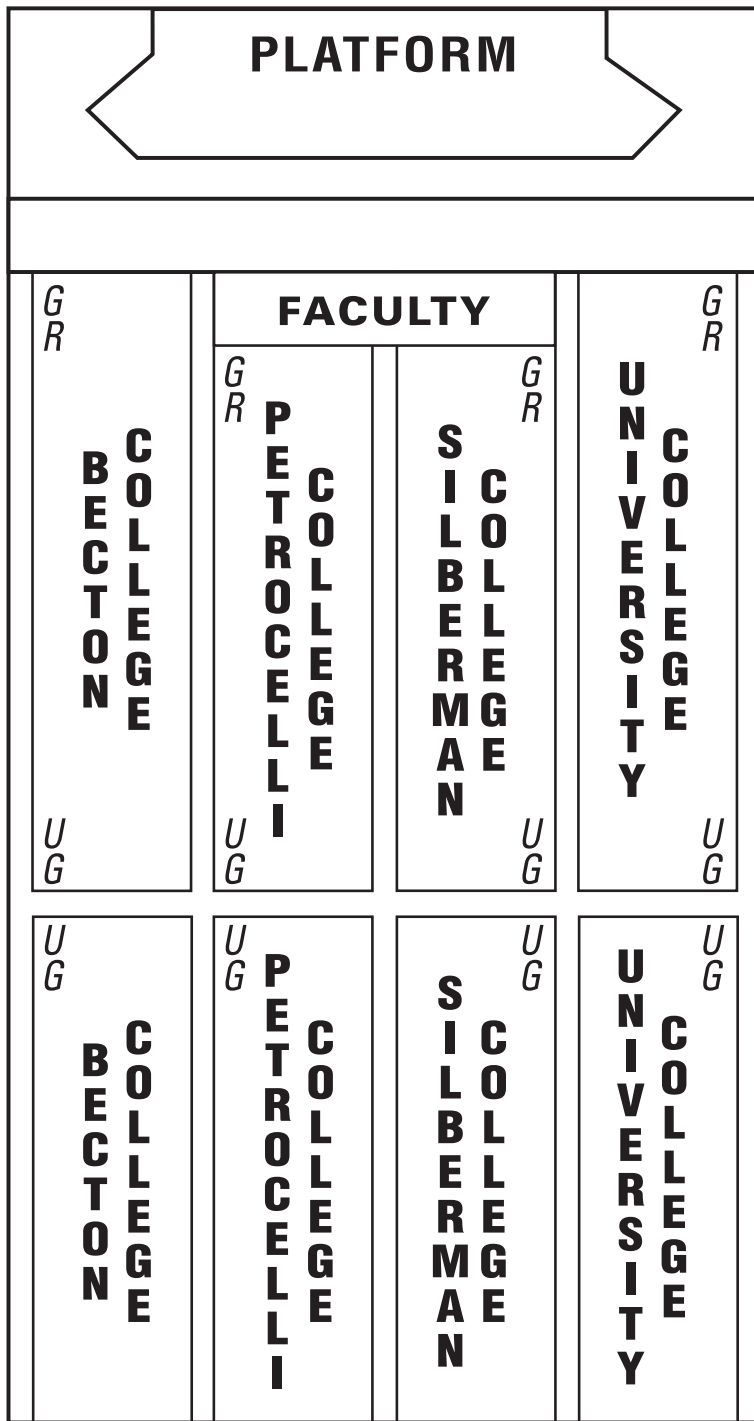 PLATFORM
FACULTY
GR
BECTON
COLLEGE
UG
GR
PETROCELLI
COLLEGE
UG
GR
SILBERMAN
COLLEGE
UG
GR
UNIVERSITY
COLLEGE
UG
UG
BECTON
COLLEGE
UG
PETROCELLI
COLLEGE
UG
SILBERMAN
COLLEGE
UG
UNIVERSITY
COLLEGE